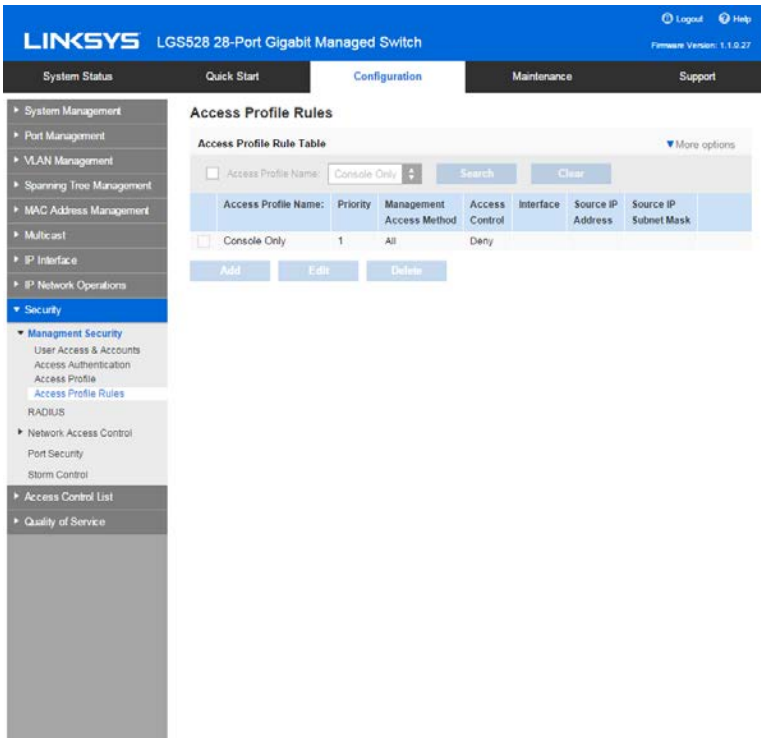 Logout Help
LINKSYS LGS528 28-Port Gigabit Managed Switch
Firmware Version: 1.1.0.27
System Status Quick Start Configuration Maintenance Support
System Management
Port Management
VLAN Management
Spanning Tree Management
MAC Address Management
Multicast
IP Interface
IP Network Operations
Security
Managment Security
User Access & Accounts
Access Authentication
Access Profile
Access Profile Rules
RADIUS
Network Access Control
Port Security
Storm Control
Access Control List
Quality of Service
Access Profile Rules
Access Profile Rule Table More options
Access Profile Name: Console Only Search Clear
Access Profile Name: Priority Management Access Method Access Control Interface Source IP Address Source IP Subnet Mask
Console Only 1 All Deny
Add Edit Delete